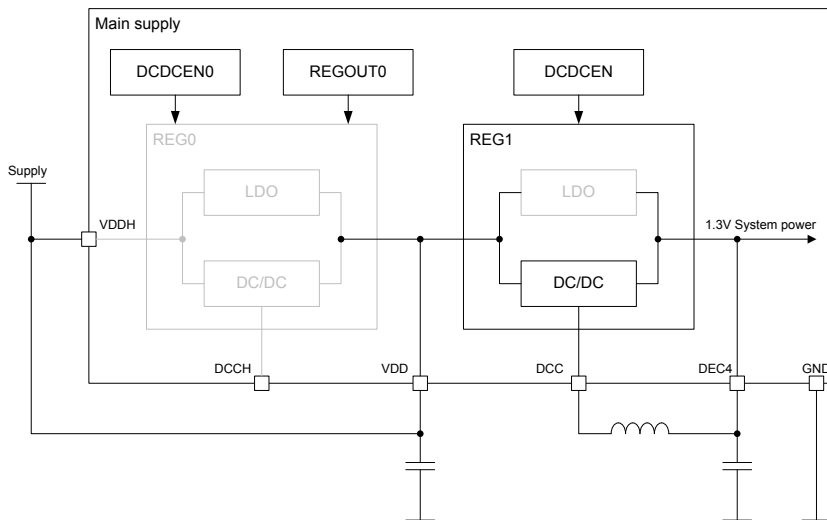 Main supply
DCDCEN0
REGOUT0
DCDCEN
REG0
REG1
Supply
LDO
LDO
VDDH
1.3V System power
DC/DC
DC/DC
DCCH
VDD
DCC
DEC4
GND